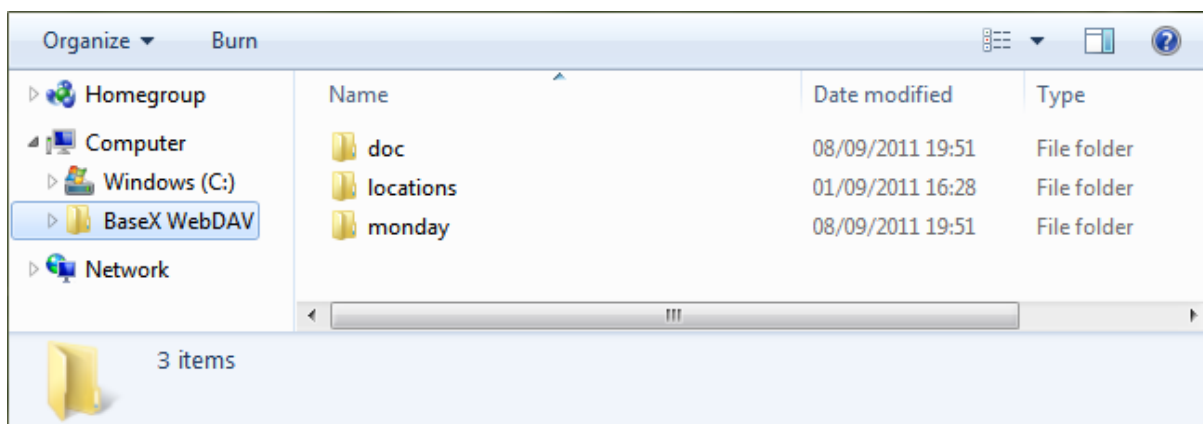 Organize Burn
Homegroup
Computer
Windows (C:)
BaseX WebDAV
Network
Name Date modified Type
doc 08/09/2011 19:51 File folder
locations 01/09/2011 16:28 File folder
monday 08/09/2011 19:51 File folder
3 items